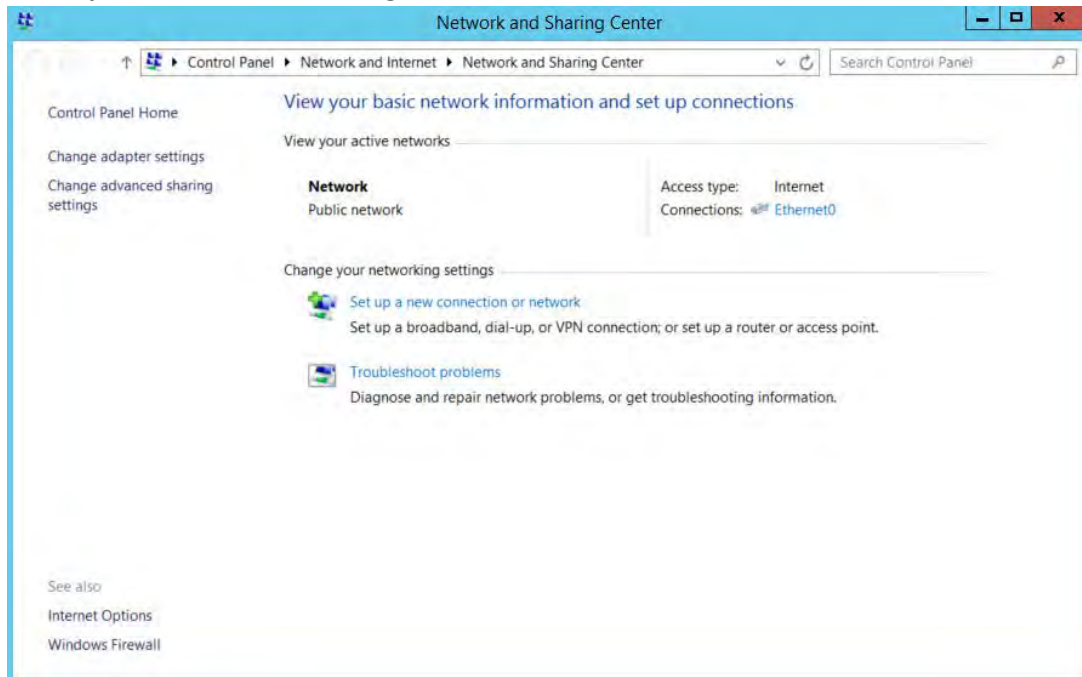 Network and Sharing Center
Control Panel Network and Internet Network and Sharing Center
Search Control Panel
Control Panel Home
Change adapter settings
Change advanced sharing
settings
View your basic network information and set up connections
View your active networks
Network
Public network
Access type: Internet
Connections: Ethernet0
Change your networking settings
Set up a new connection or network
Set up a broadband, dial-up, or VPN connection; or set up a router or access point.
Troubleshoot problems
Diagnose and repair network problems, or get troubleshooting information.
See also
Internet Options
Windows Firewall